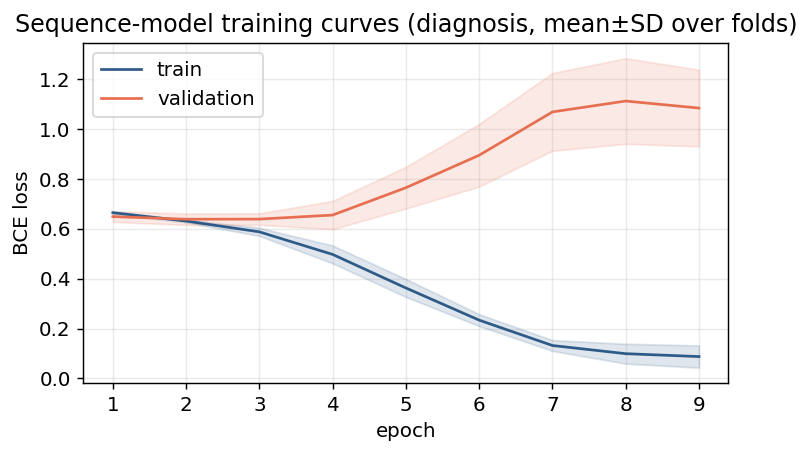 Sequence-model training curves (diagnosis, mean±SD over folds)
train
validation
BCE loss
1.2
1.0
0.8
0.6
0.4
0.2
0.0
1 2 3 4 5 6 7 8 9
epoch